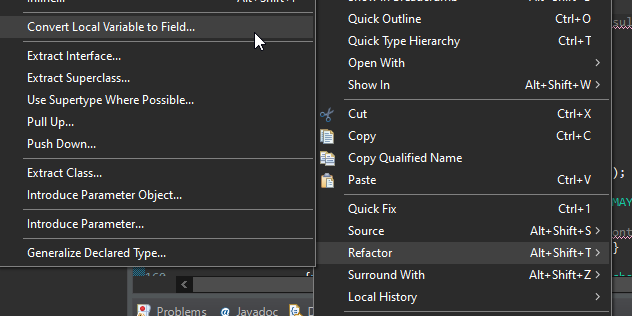 Convert Local Variable to Field...
Extract Interface...
Extract Superclass...
Use Supertype Where Possible...
Pull Up...
Push Down...
Extract Class...
Introduce Parameter Object...
Introduce Parameter...
Generalize Declared Type...
Quick Outline Ctrl+O
Quick Type Hierarchy Ctrl+T
Open With >
Show In Alt+Shift+W >
Cut Ctrl+X
Copy Ctrl+C
Copy Qualified Name
Paste Ctrl+V
Quick Fix Ctrl+1
Source Alt+Shift+S >
Refactor Alt+Shift+T >
Surround With Alt+Shift+Z >
Local History >
);
MAY
}
Problems @ Javadoc